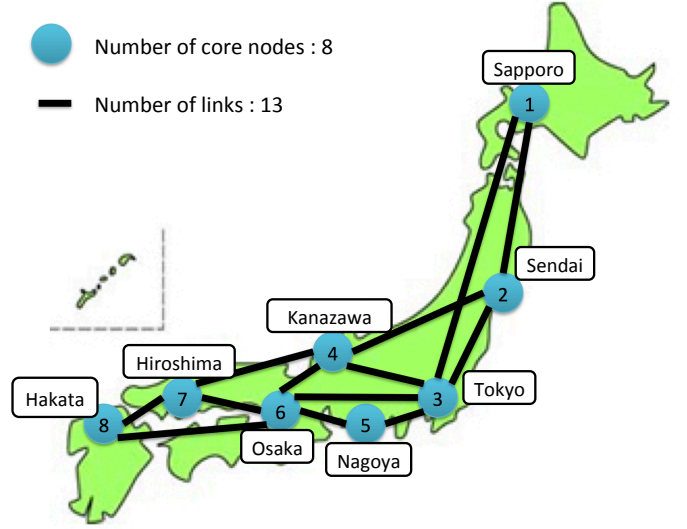 Number of core nodes : 8
Number of links : 13
Sapporo
1
Sendai
2
Kanazawa
4
Hiroshima
7
Hakata
8
Tokyo
3
6
Osaka
5
Nagoya